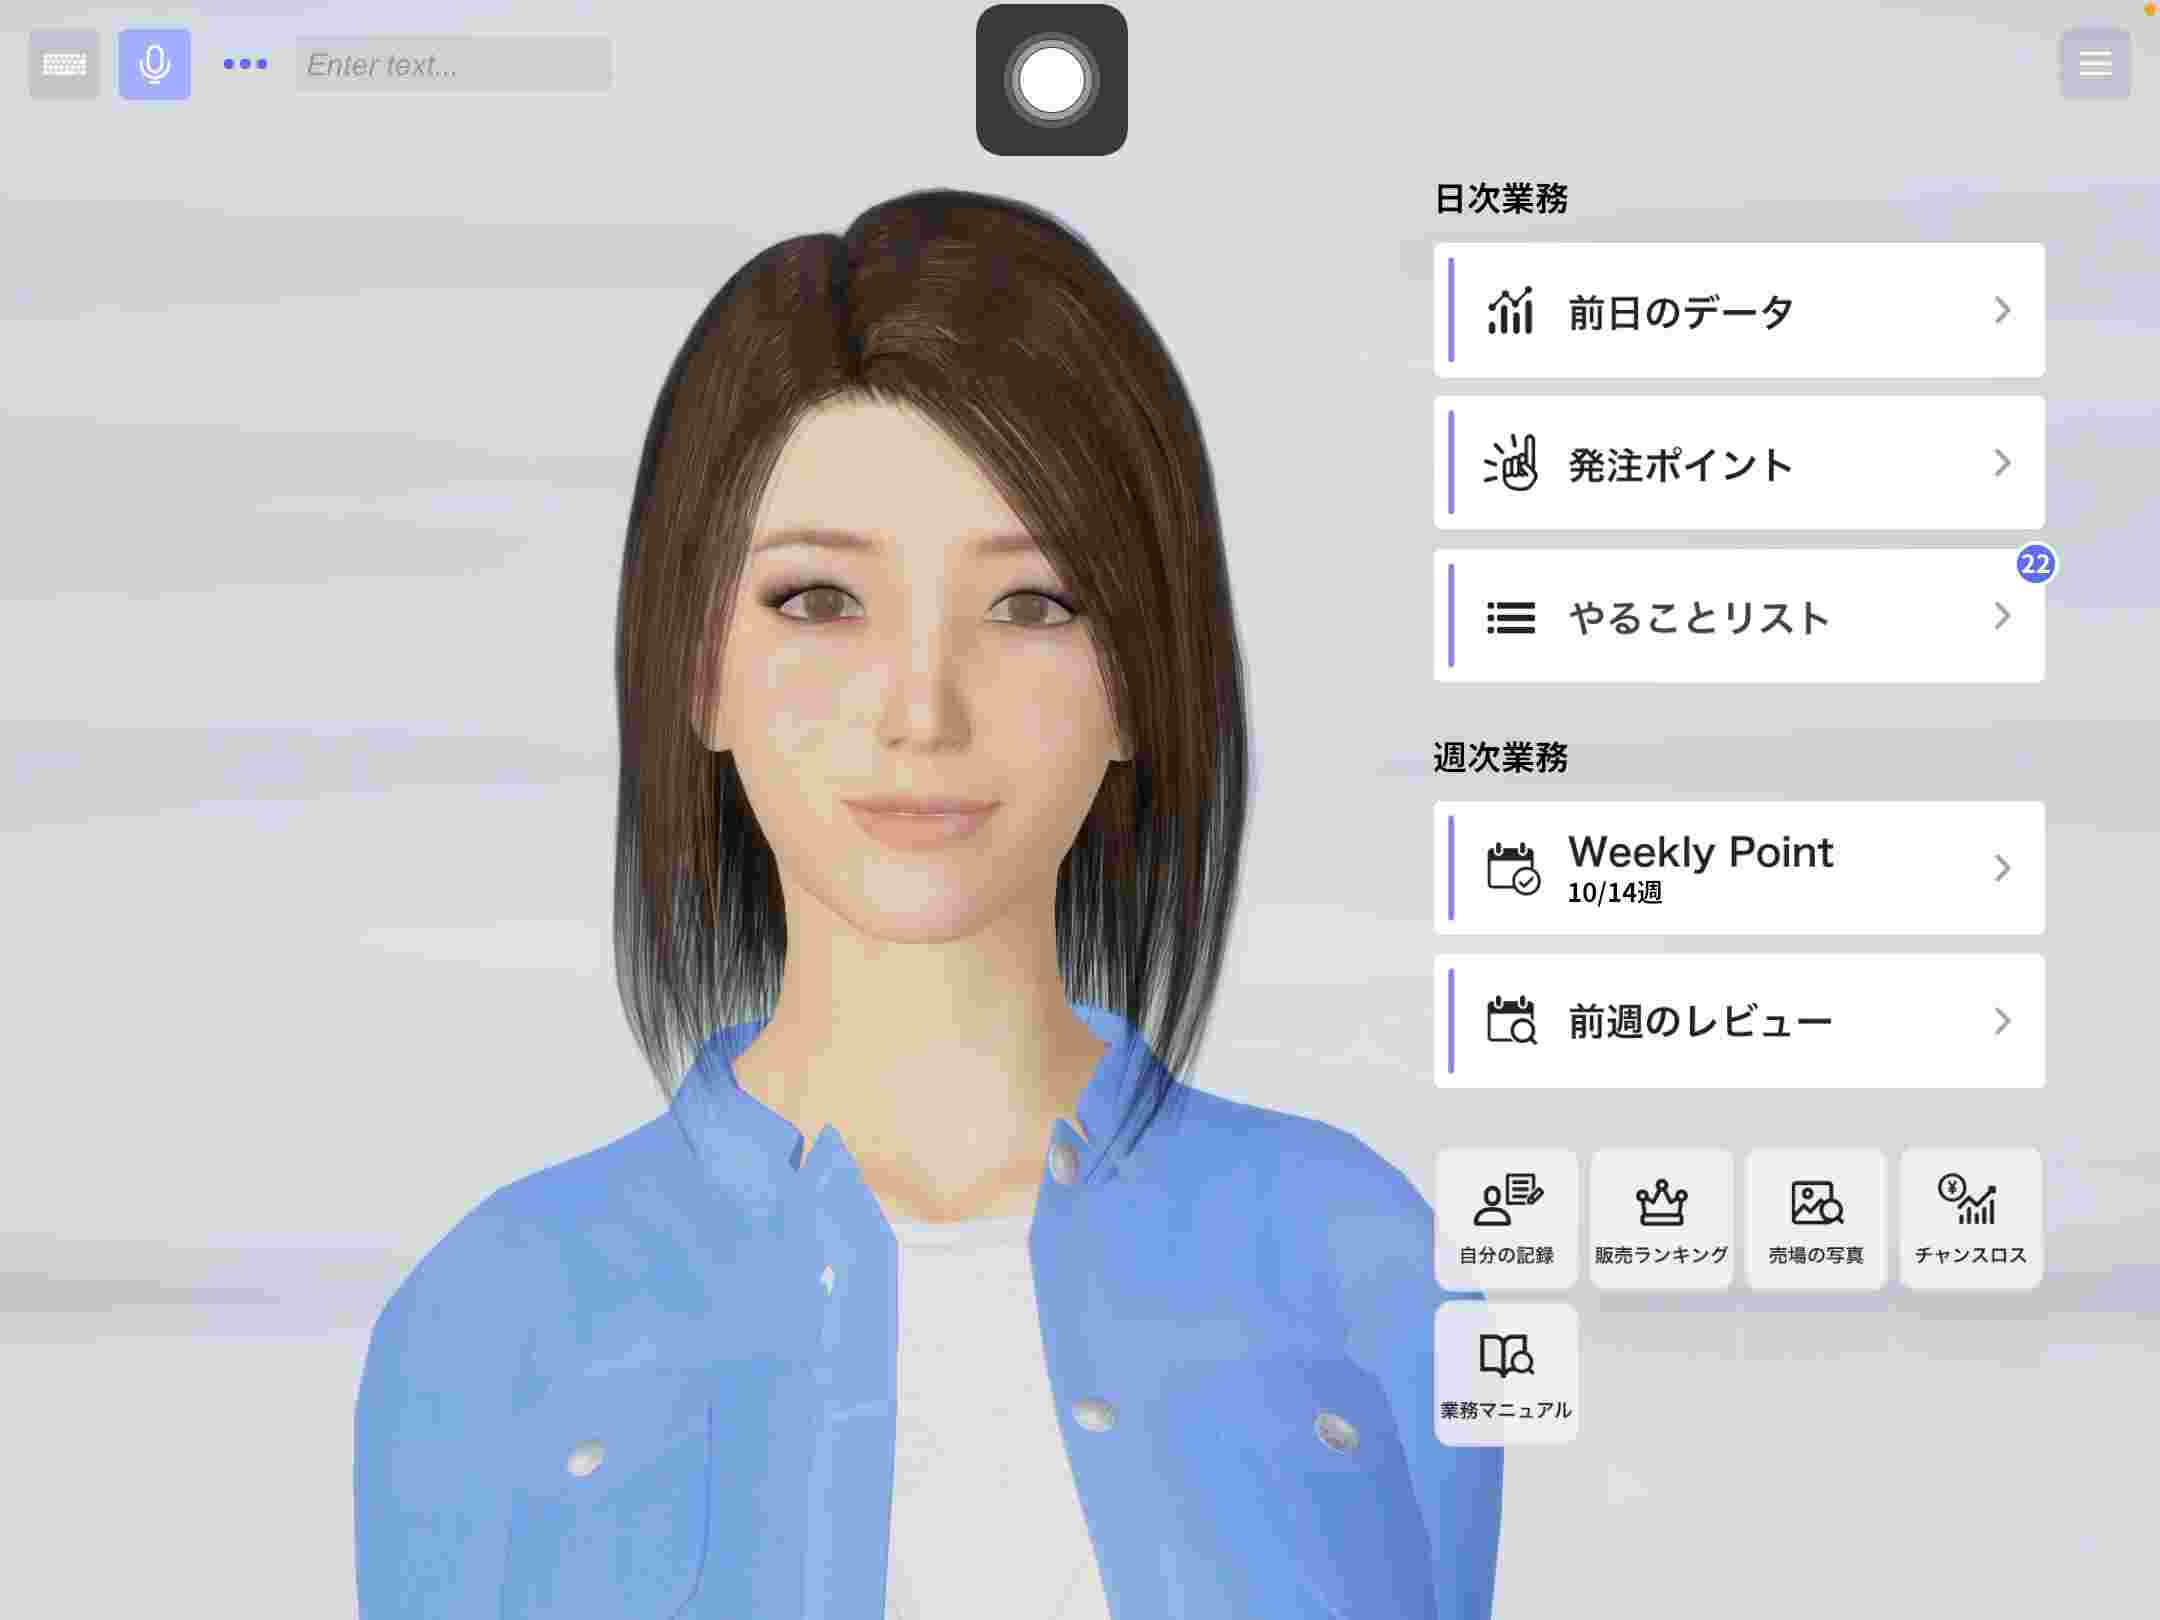 Enter text...
日次業務
前日のデータ
発注ポイント
22
やることリスト
週次業務
Weekly Point
10/14週
前週のレビュー
自分の記録
販売ランキング
売場の写真
¥
チャンスロス
業務マニュアル